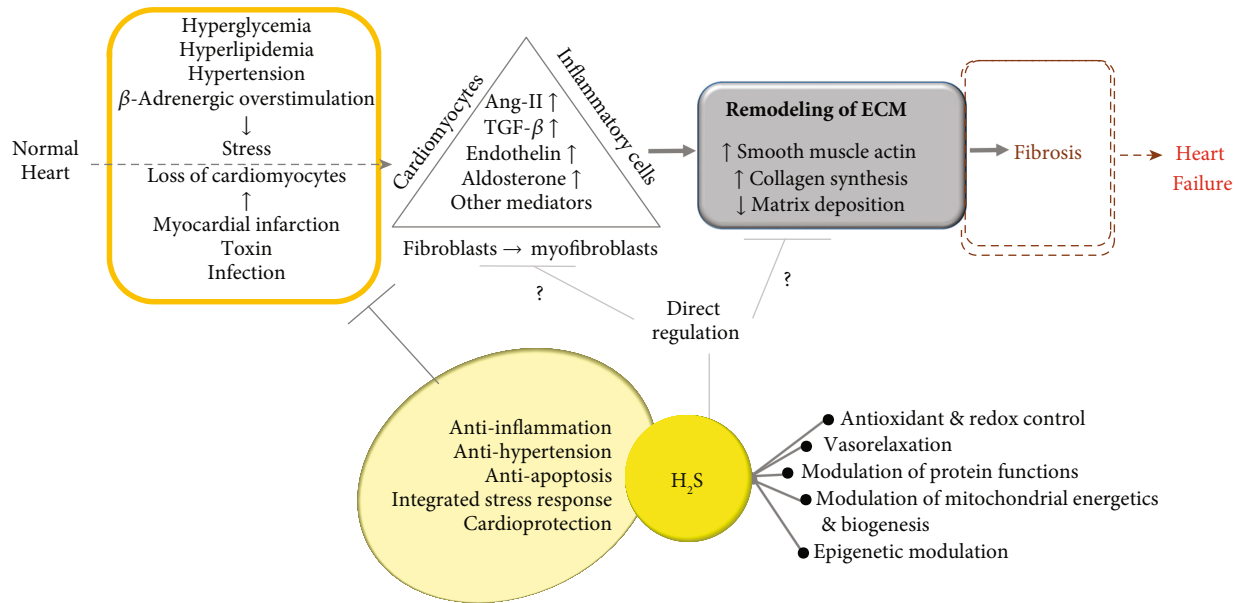 Normal
Heart
Hyperglycemia
Hyperlipidemia
Hypertension
β-Adrenergic overstimulation
↓
Stress
Loss of cardiomyocytes
↑
Myocardial infarction
Toxin
Infection
Cardiomyocytes
Inflammatory cells
Ang-II ↑
TGF-β ↑
Endothelin ↑
Aldosterone ↑
Other mediators
Fibroblasts → myofibroblasts
Remodeling of ECM
↑ Smooth muscle actin
↑ Collagen synthesis
↓ Matrix deposition
Fibrosis
Heart
Failure
?
?
Direct
regulation
Anti-inflammation
Anti-hypertension
Anti-apoptosis
Integrated stress response
Cardioprotection
H₂S
Antioxidant & redox control
Vasorelaxation
Modulation of protein functions
Modulation of mitochondrial energetics
& biogenesis
Epigenetic modulation